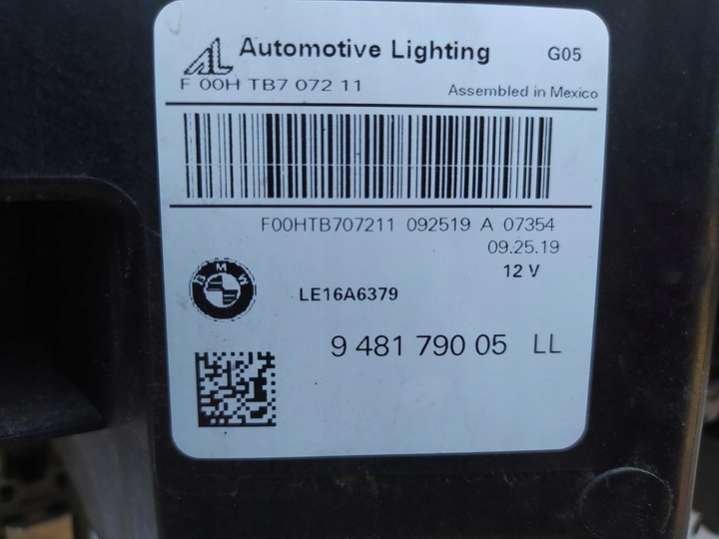 AL Automotive Lighting G05
F 00H TB7 072 11
Assembled in Mexico
F00HTB707211 092519 A 07354
09.25.19
12 V
BMW
LE16A6379
9 481 790 05 LL